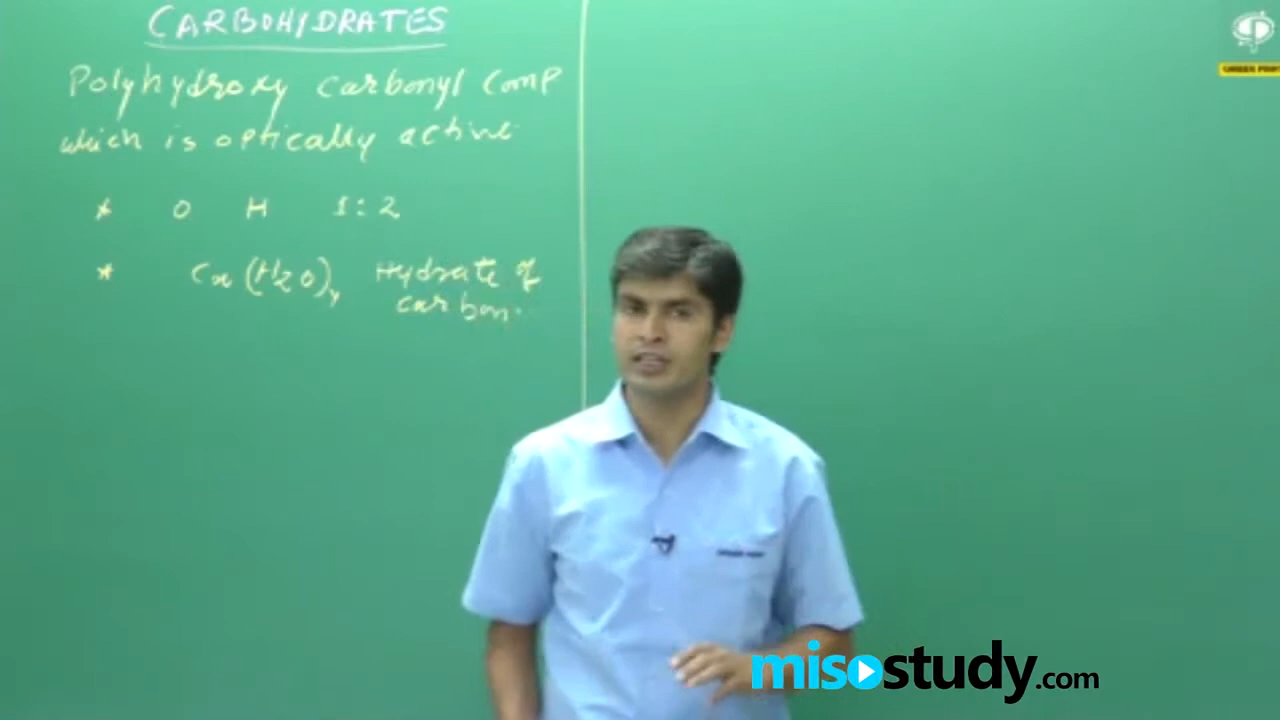 CARBOHYDRATES
Polyhydroxy carbonyl comp
which is optically active
* O H 1:2
* Cx(H2O)y Hydrate of
carbon.
misostudy.com